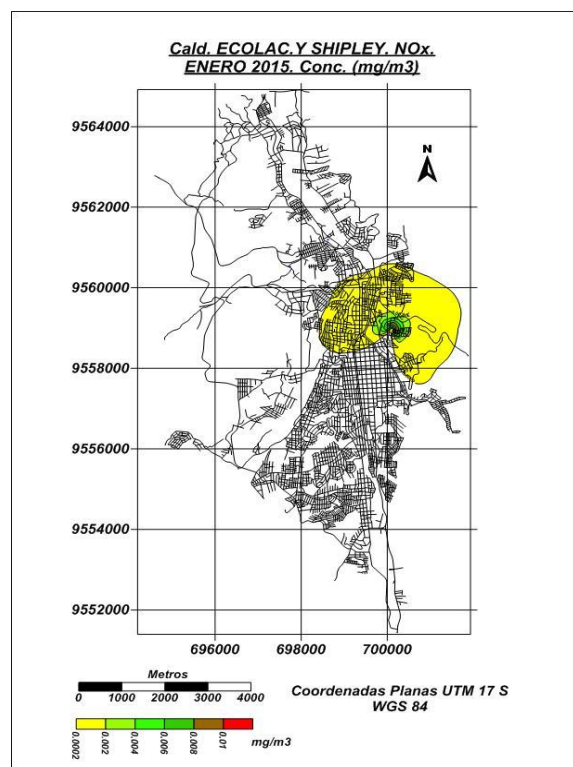 Cald. ECOLAC.Y SHIPLEY. NOx.
ENERO 2015. Conc. (mg/m3)
N
9564000
9562000
9560000
9558000
9556000
9554000
9552000
696000 698000 700000
Metros
0 1000 2000 3000 4000
Coordenadas Planas UTM 17 S
WGS 84
0.0002 0.002 0.004 0.006 0.008 0.01
mg/m3